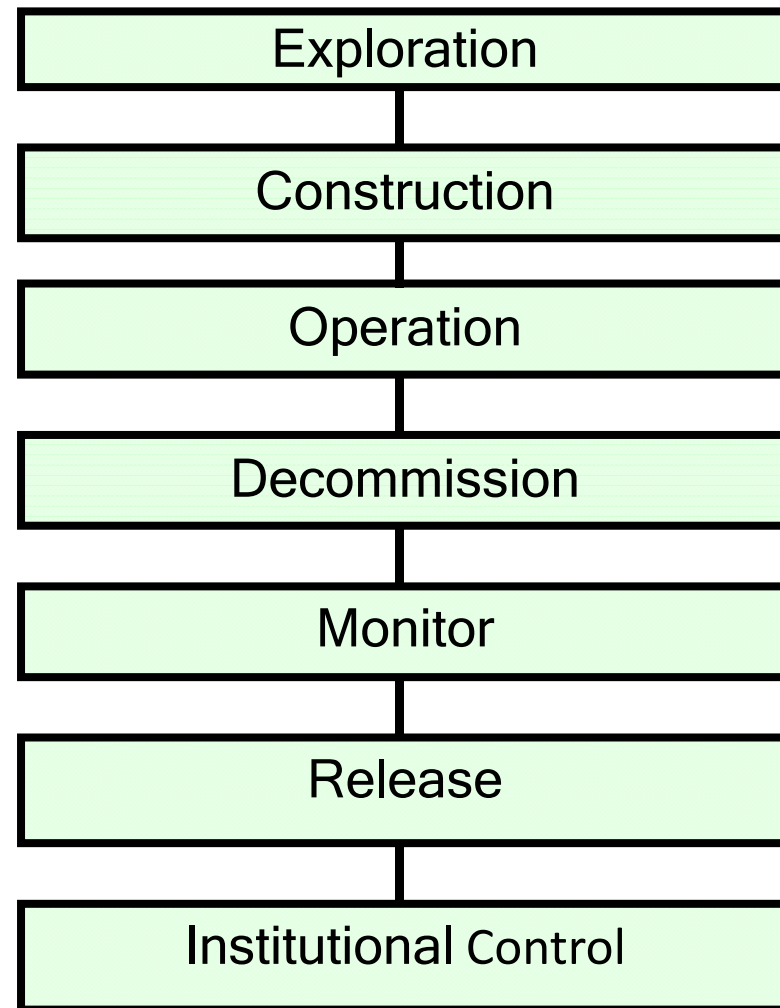 Exploration
Construction
Operation
Decommission
Monitor
Release
Institutional Control